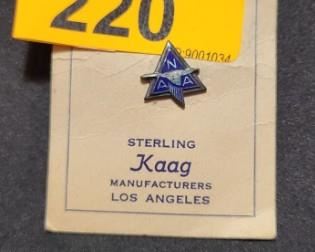 220
9001034
N
A A
STERLING
Kaag
MANUFACTURERS
LOS ANGELES